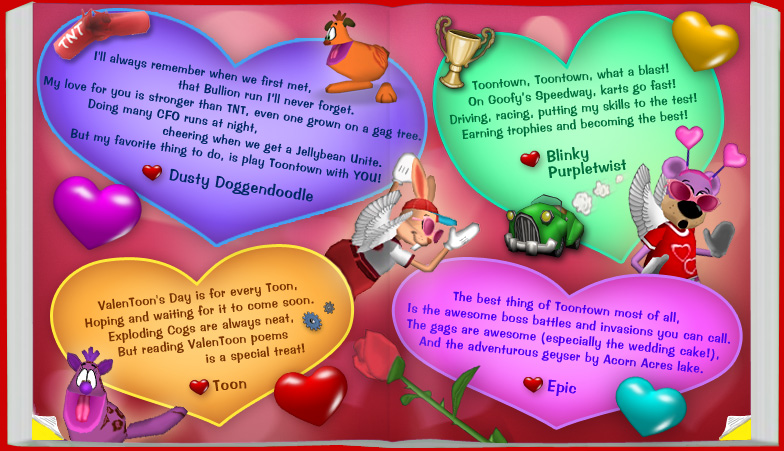 TNT
I'll always remember when we first met,
that Bullion run I'll never forget.
My love for you is stronger than TNT, even one grown on a gag tree.
Doing many CFO runs at night,
cheering when we get a Jellybean Unite.
But my favorite thing to do, is play Toontown with YOU!
Dusty Doggendoodle
Toontown, Toontown, what a blast!
On Goofy's Speedway, karts go fast!
Driving, racing, putting my skills to the test!
Earning trophies and becoming the best!
Blinky
Purpletwist
ValenToon's Day is for every Toon,
Hoping and waiting for it to come soon.
Exploding Cogs are always neat,
But reading ValenToon poems
is a special treat!
Toon
The best thing of Toontown most of all,
Is the awesome boss battles and invasions you can call.
The gags are awesome (especially the wedding cake!),
And the adventurous geyser by Acorn Acres lake.
Epic